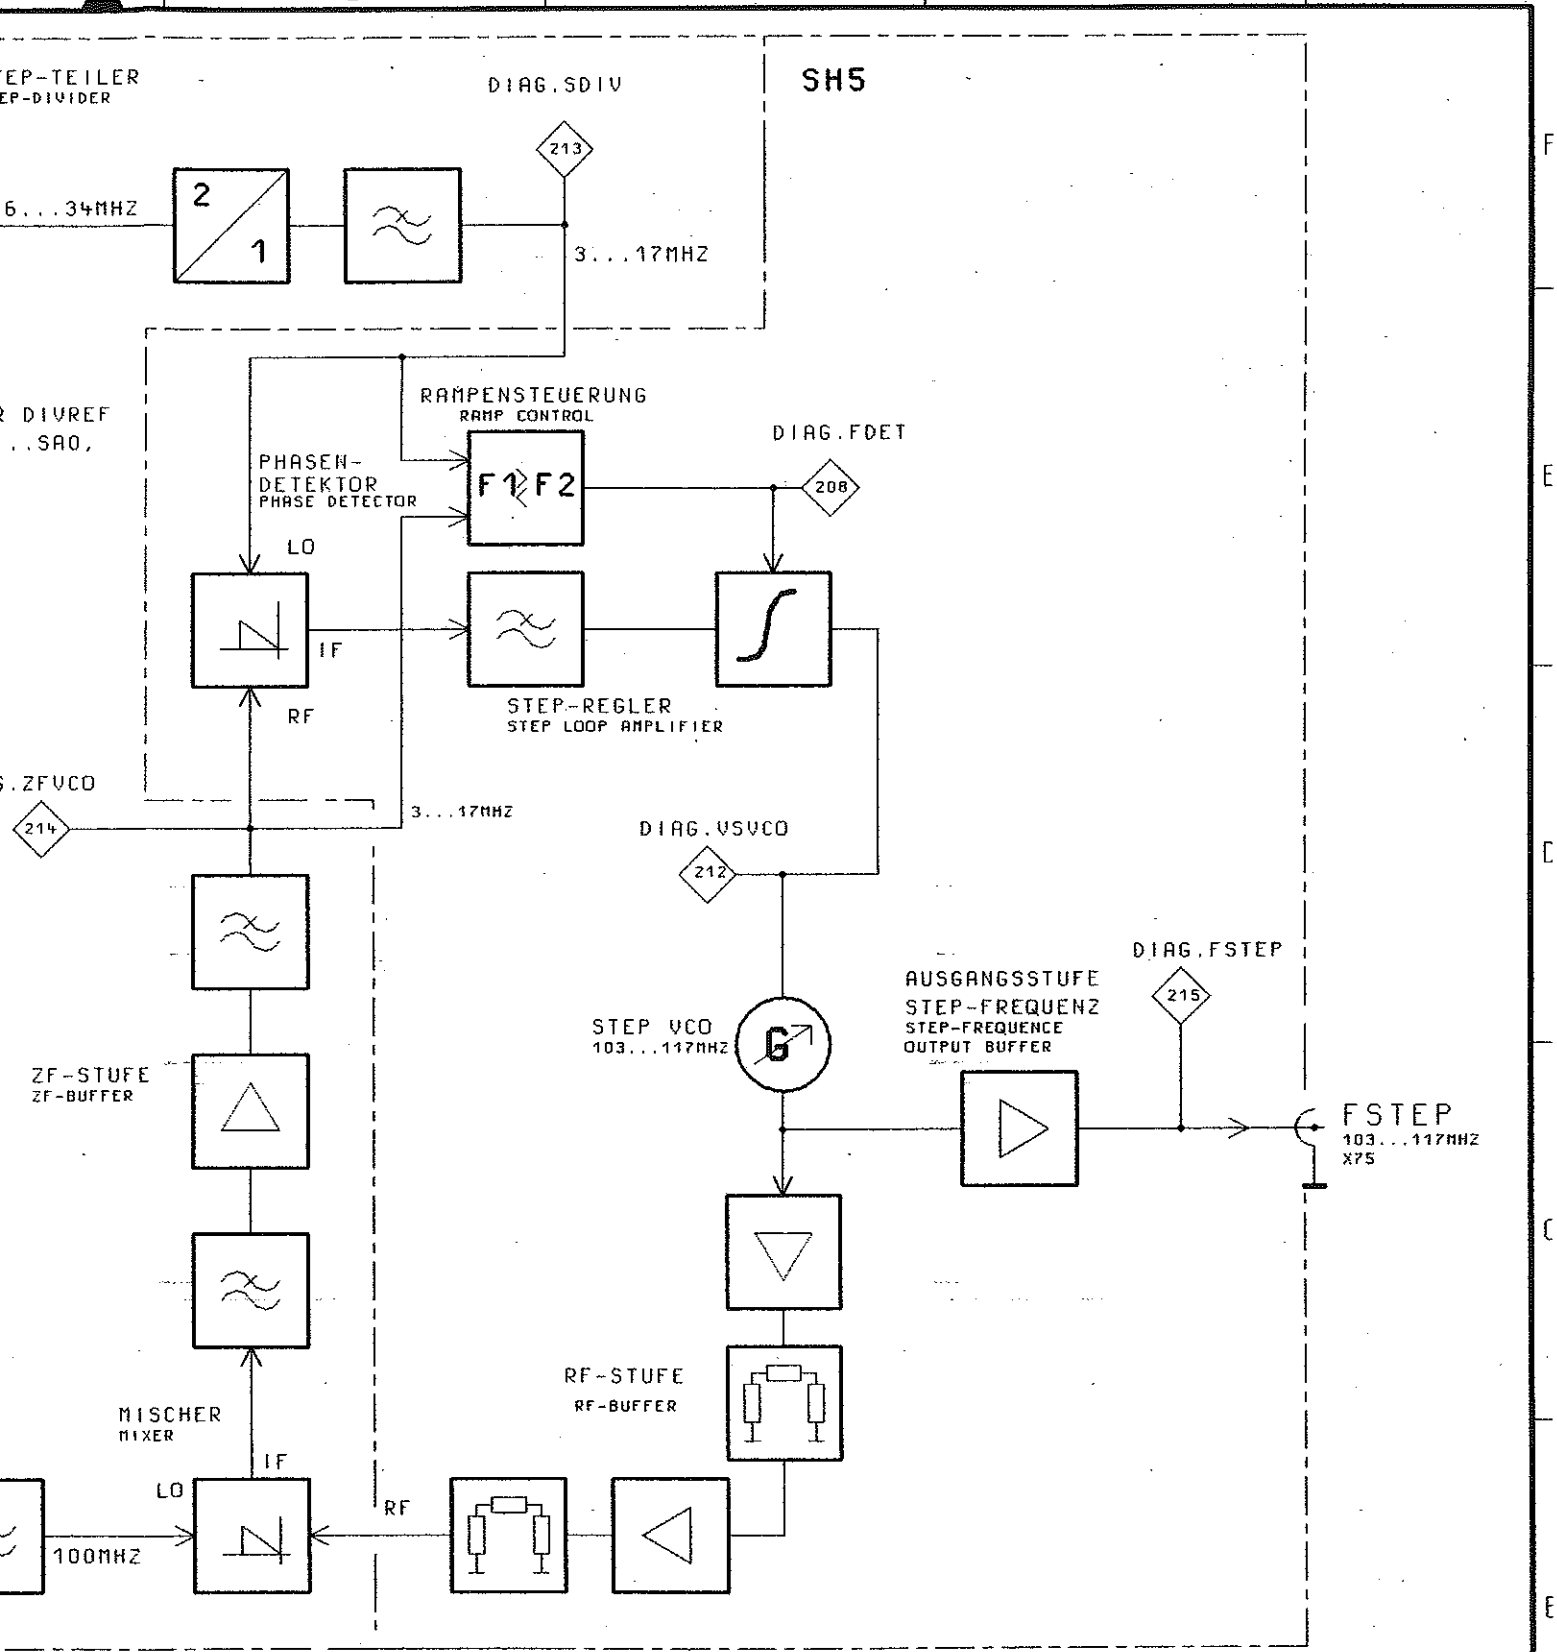 TEP-TEILER
EP-DIVIDER
DIAG.SDIV
SH5
213
F
2
1
6...34MHZ
3...17MHZ
R DIVREF
..SAO,
RAMPENSTEUERUNG
RAMP CONTROL
DIAG.FDET
PHASEN-
DETEKTOR
PHASE DETECTOR
F1 F2
208
E
LO
IF
RF
STEP-REGLER
STEP LOOP AMPLIFIER
.ZFVCO
214
3...17MHZ
DIAG.VSVCO
212
D
DIAG.FSTEP
215
AUSGANGSSTUFE
STEP-FREQUENZ
STEP-FREQUENCE
OUTPUT BUFFER
STEP VCO
103...117MHZ
G
ZF-STUFE
ZF-BUFFER
FSTEP
103...117MHZ
X75
C
RF-STUFE
RF-BUFFER
MISCHER
MIXER
IF
LO
RF
100MHZ